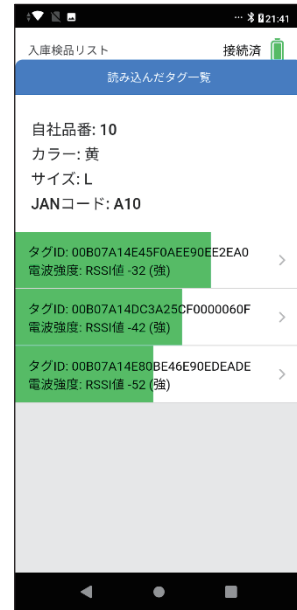 21:41
入庫検品リスト 接続済
読み込んだタグ一覧
自社品番: 10
カラー: 黄
サイズ: L
JANコード: A10
タグID: 00B07A14E45F0AEE90EE2EA0
電波強度: RSSI値 -32 (強)
タグID: 00B07A14DC3A25CF0000060F
電波強度: RSSI値 -42 (強)
タグID: 00B07A14E80BE46E90EDEADE
電波強度: RSSI値 -52 (強)